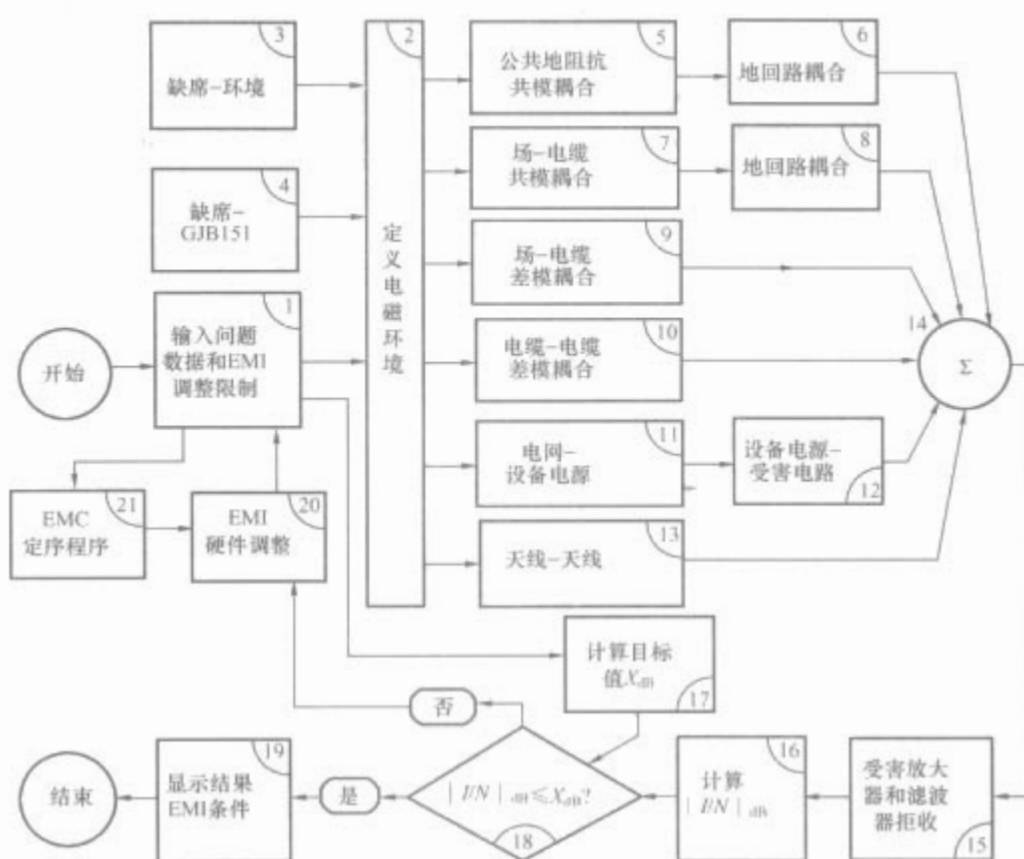 3
缺席-环境
4
缺席-
GJB151
开始
1
输入问题
数据和EMI
调整限制
21
EMC
定序程序
20
EMI
硬件调整
2
定义电磁环境
5
公共地阻抗
共模耦合
6
地回路耦合
7
场-电缆
共模耦合
8
地回路耦合
9
场-电缆
差模耦合
10
电缆-电缆
差模耦合
11
电网-
设备电源
设备电源-
受害电路
12
13
天线-天线
14
Σ
计算目标
值XdB
17
否
结束
19
显示结果
EMI条件
是
| I/N |dB≤XdB?
18
16
计算
| I/N |dB
受害放大
器和滤波
器拒收
15